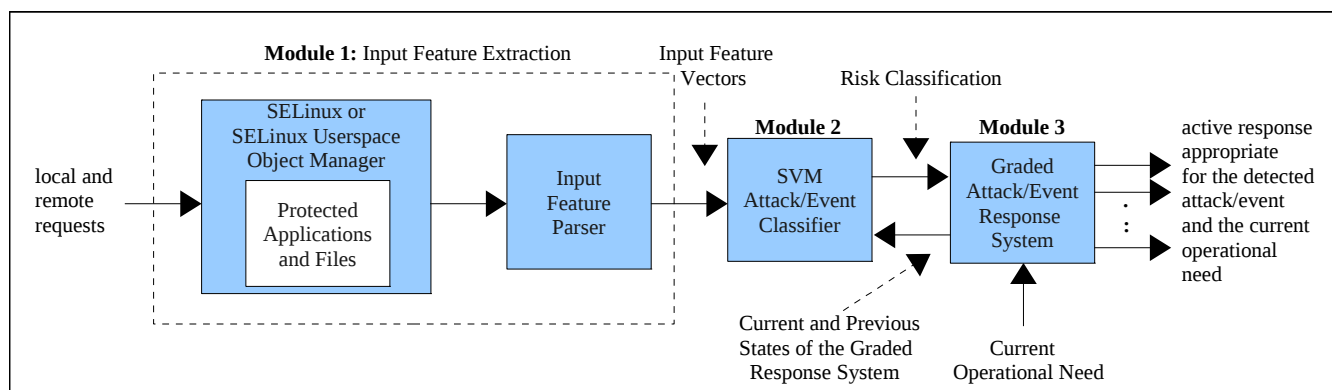 Module 1: Input Feature Extraction
Input Feature
Vectors
Risk Classification
SELinux or
SELinux Userspace
Object Manager
Protected
Applications
and Files
local and
remote
requests
Input
Feature
Parser
Module 2
SVM
Attack/Event
Classifier
Module 3
Graded
Attack/Event
Response
System
active response
appropriate
for the detected
attack/event
and the current
operational
need
Current and Previous
States of the Graded
Response System
Current
Operational Need